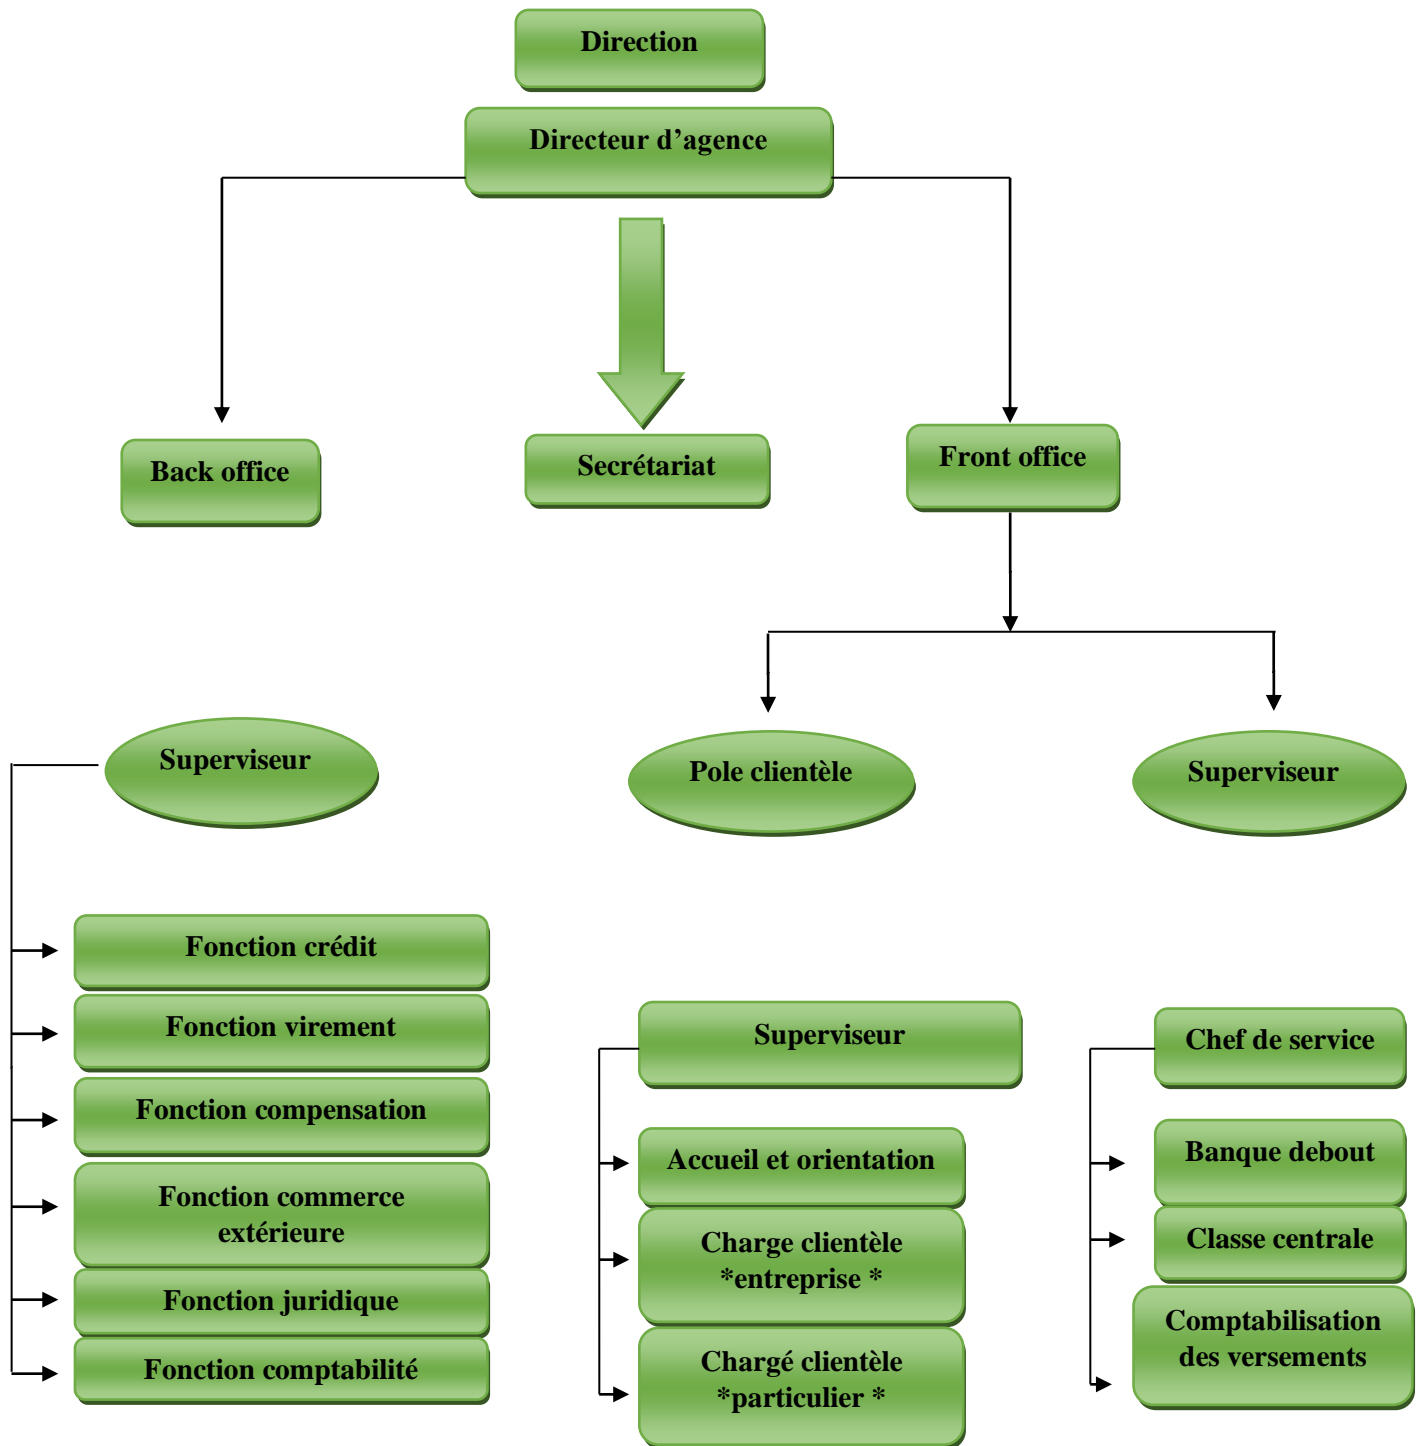 Direction
Directeur d’agence
Back office
Secrétariat
Front office
Superviseur
Pole clientèle
Superviseur
Fonction crédit
Fonction virement
Fonction compensation
Fonction commerce
extérieure
Fonction juridique
Fonction comptabilité
Superviseur
Accueil et orientation
Charge clientèle
*entreprise *
Chargé clientèle
*particulier *
Chef de service
Banque debout
Classe centrale
Comptabilisation
des versements